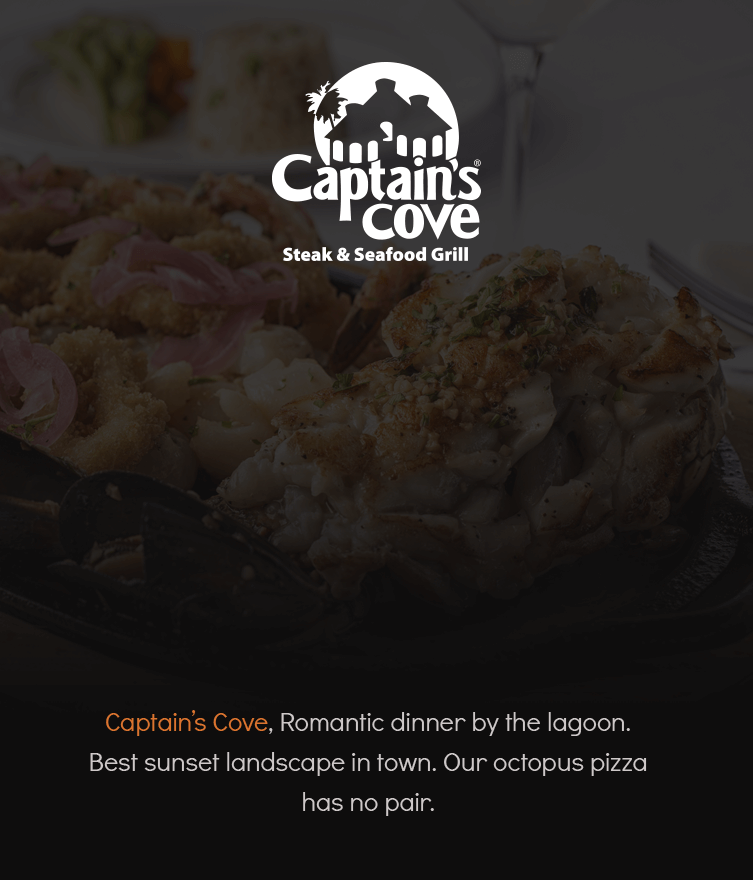 Captain's®
Cove
Steak & Seafood Grill
Captain's Cove, Romantic dinner by the lagoon.
Best sunset landscape in town. Our octopus pizza
has no pair.